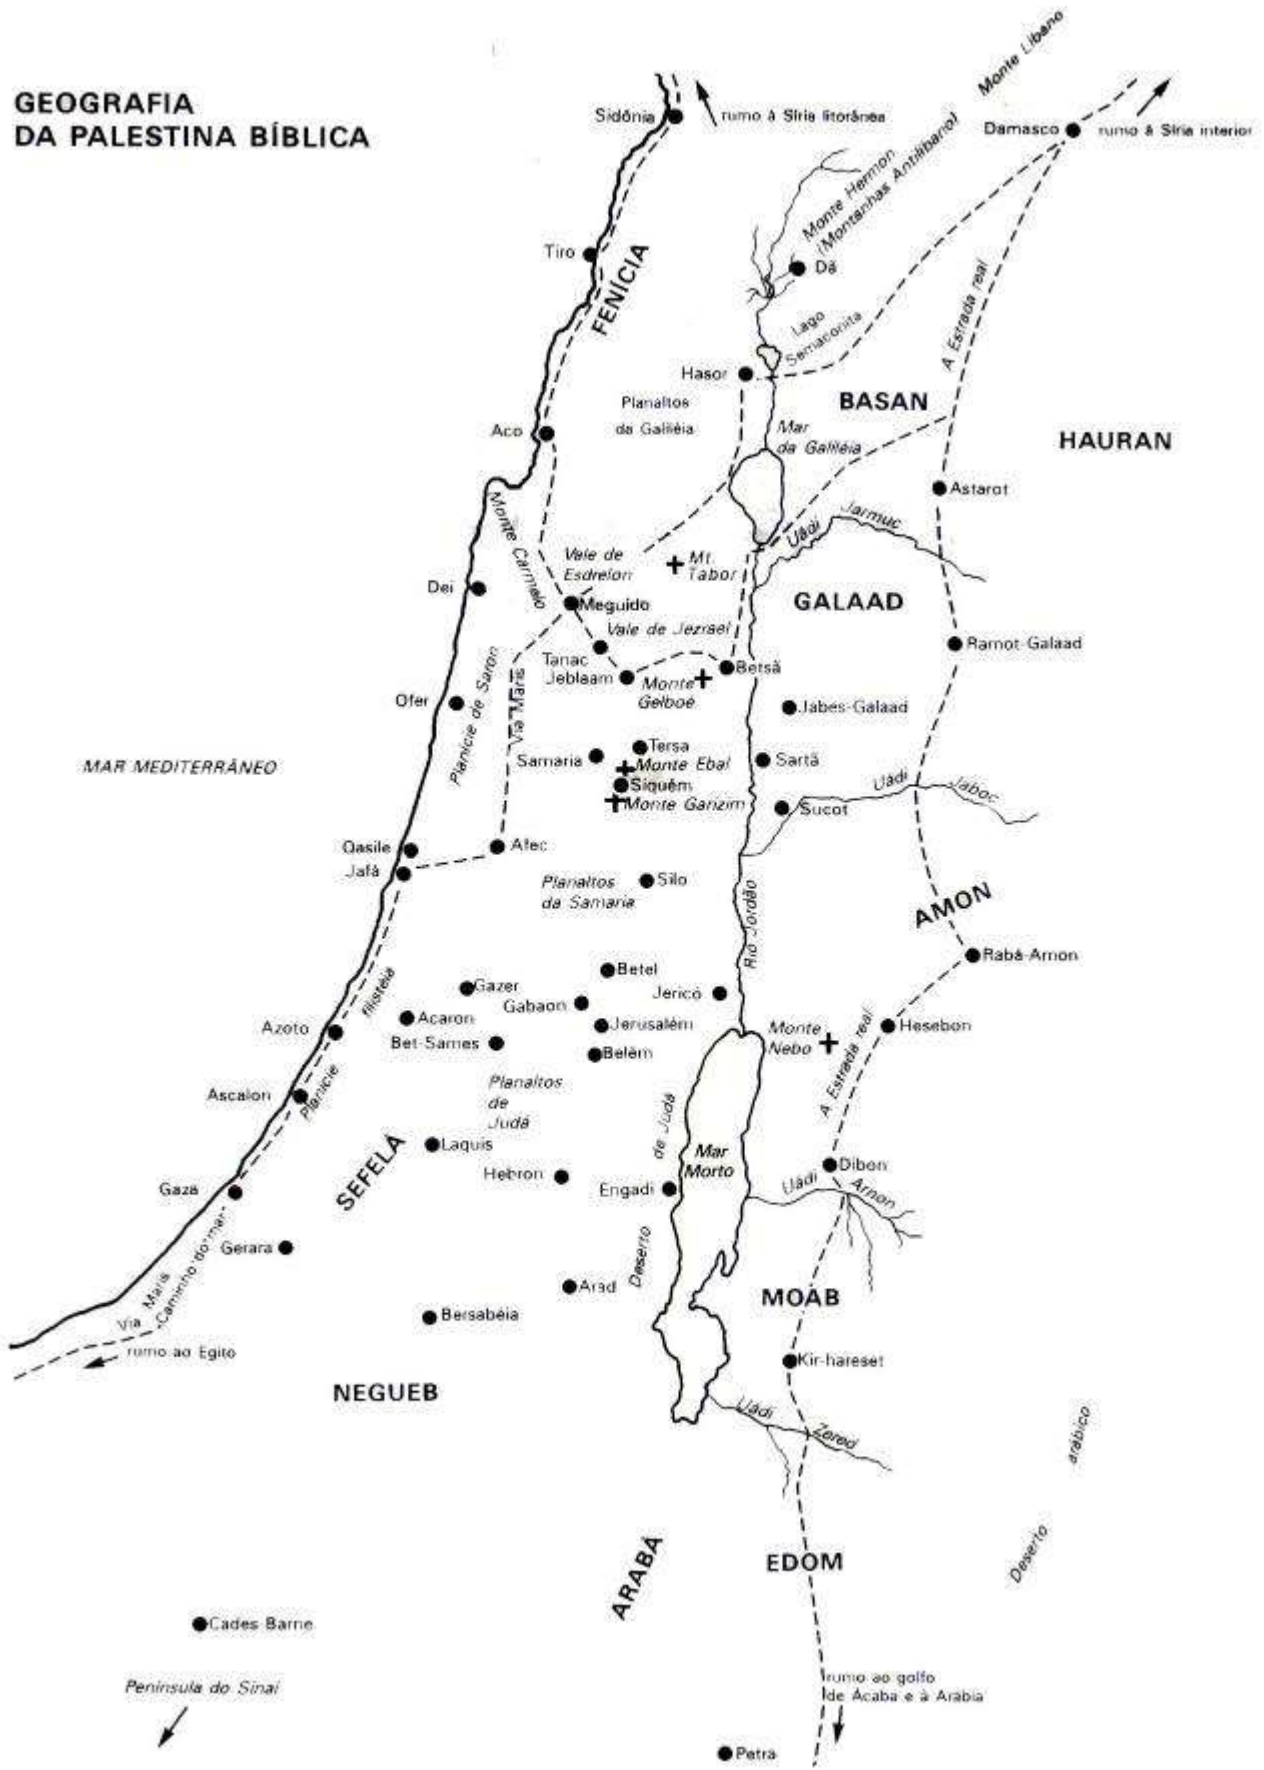 GEOGRAFIA
DA PALESTINA BÍBLICA
Monte Líbano
Sidônia
rumo à Síria litorânea
Damasco
rumo à Síria interior
Monte Hermon
(Montanhas Antilíbano)
Tiro
FENÍCIA
Dã
A Estrada real
Lago
Semaconita
Hasor
BASAN
Planaltos
da Galiléia
Aco
Mar
da Galiléia
HAURAN
Astarot
Monte Carmelo
Uádi
Jarmuc
Vale de
Esdrelon
Mt.
Tabor
Dei
Meguido
GALAAD
Vale de Jezrael
Ramot-Galaad
Tanac
Jeblaam
Betsã
Monte
Gelboé
Ofer
Planície de Saron
Via Maris
Jabes-Galaad
Tersa
Samaria
Monte Ebal
Sartã
MAR MEDITERRÂNEO
Siquém
Monte Garizim
Uádi
Jaboc
Sucot
Qasile
Jafa
Afec
Planaltos
da Samaria
Silo
Rio Jordão
AMON
Rabá-Amon
Betel
Gazer
Gabaon
Jericó
filistéia
Planície
Azoto
Acaron
Jerusalém
Bet-Sames
Belém
Monte
Nebo
Hesebon
A Estrada real
Ascalon
Planaltos
de
Judá
SEFELÁ
Laquis
Hebron
Engadi
Deserto
de Judá
Mar
Morto
Dibon
Uádi
Arnon
Gaza
Gerara
Via Maris
Caminho do mar
Arad
Bersabéia
MOAB
rumo ao Egito
Kir-hareset
NEGUEB
Uádi
Zered
Deserto
arábico
ARABÁ
EDOM
Cades Barne
Península do Sinai
rumo ao golfo
de Ácaba e à Arábia
Petra